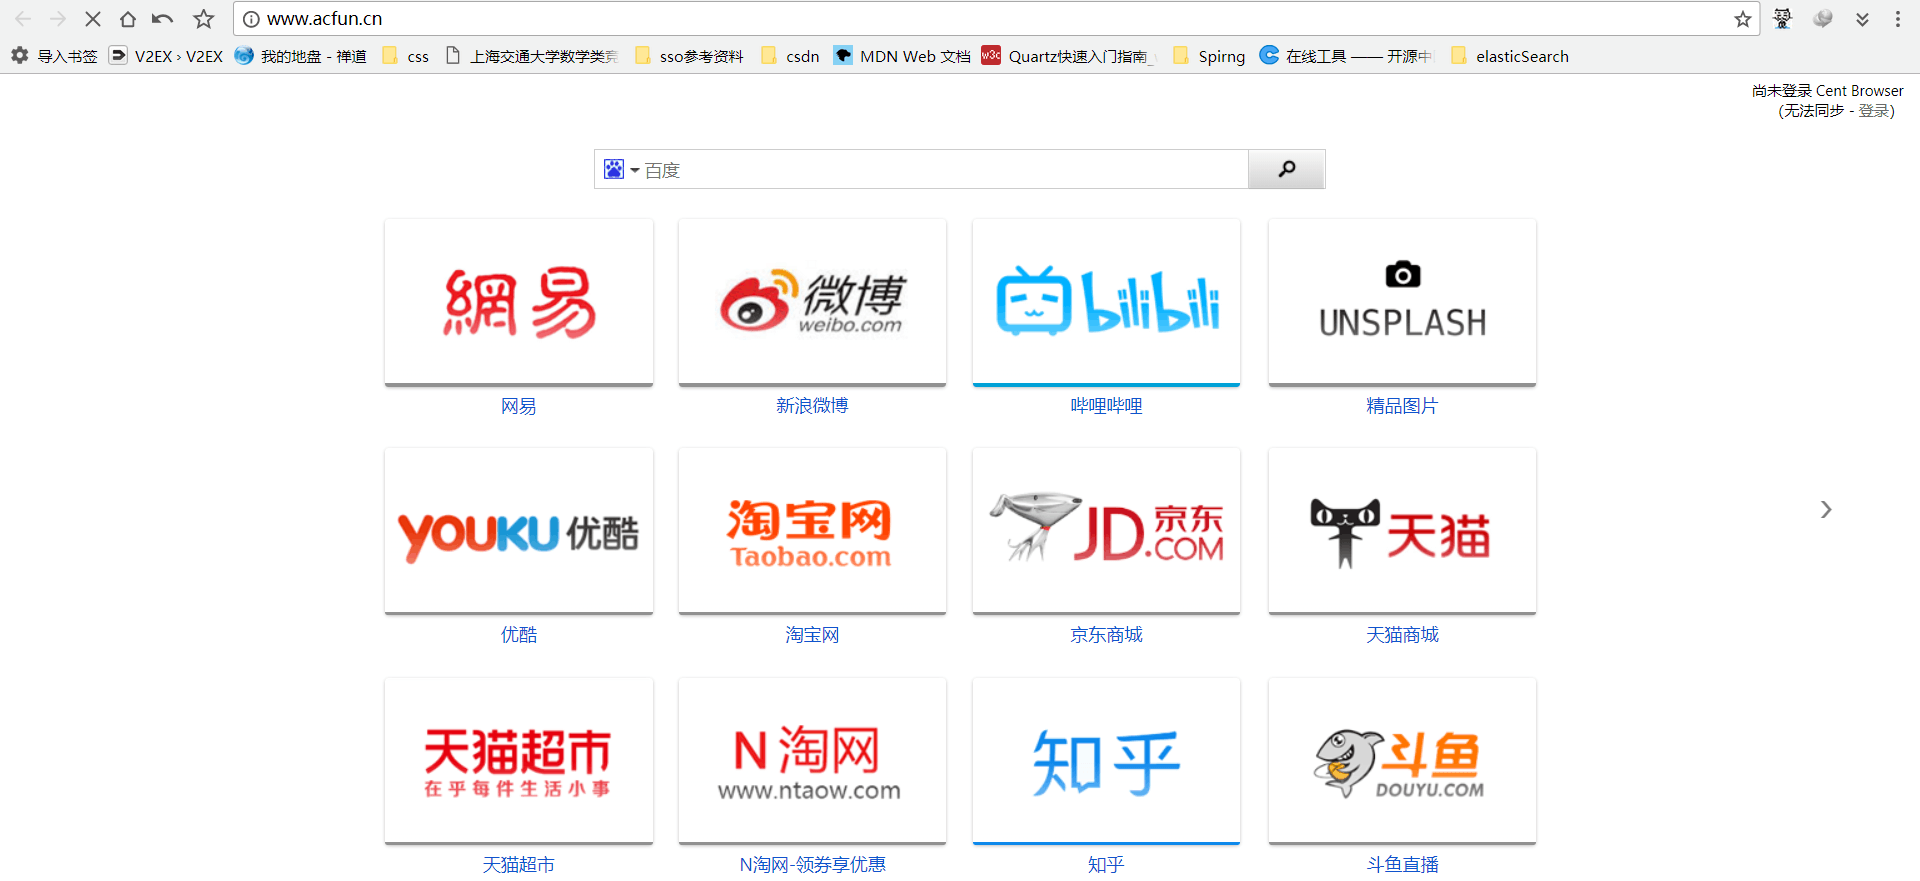 www.acfun.cn
导入书签 V2EX › V2EX 我的地盘 - 禅道 css 上海交通大学数学类 sso参考资料 csdn MDN Web 文档 Quartz快速入门指南_ Spirng 在线工具 —— 开源中 elasticSearch
尚未登录 Cent Browser
(无法同步 - 登录)
百度
網易
微博
weibo.com
bilibili
UNSPLASH
网易 新浪微博 哔哩哔哩 精品图片
YOUKU 优酷
淘宝网
Taobao.com
JD 京东
.COM
天猫
优酷 淘宝网 京东商城 天猫商城
天猫超市
在乎每件生活小事
N 淘网
www.ntaow.com
知乎
斗鱼
DOUYU.COM
天猫超市 N淘网-领券享优惠 知乎 斗鱼直播